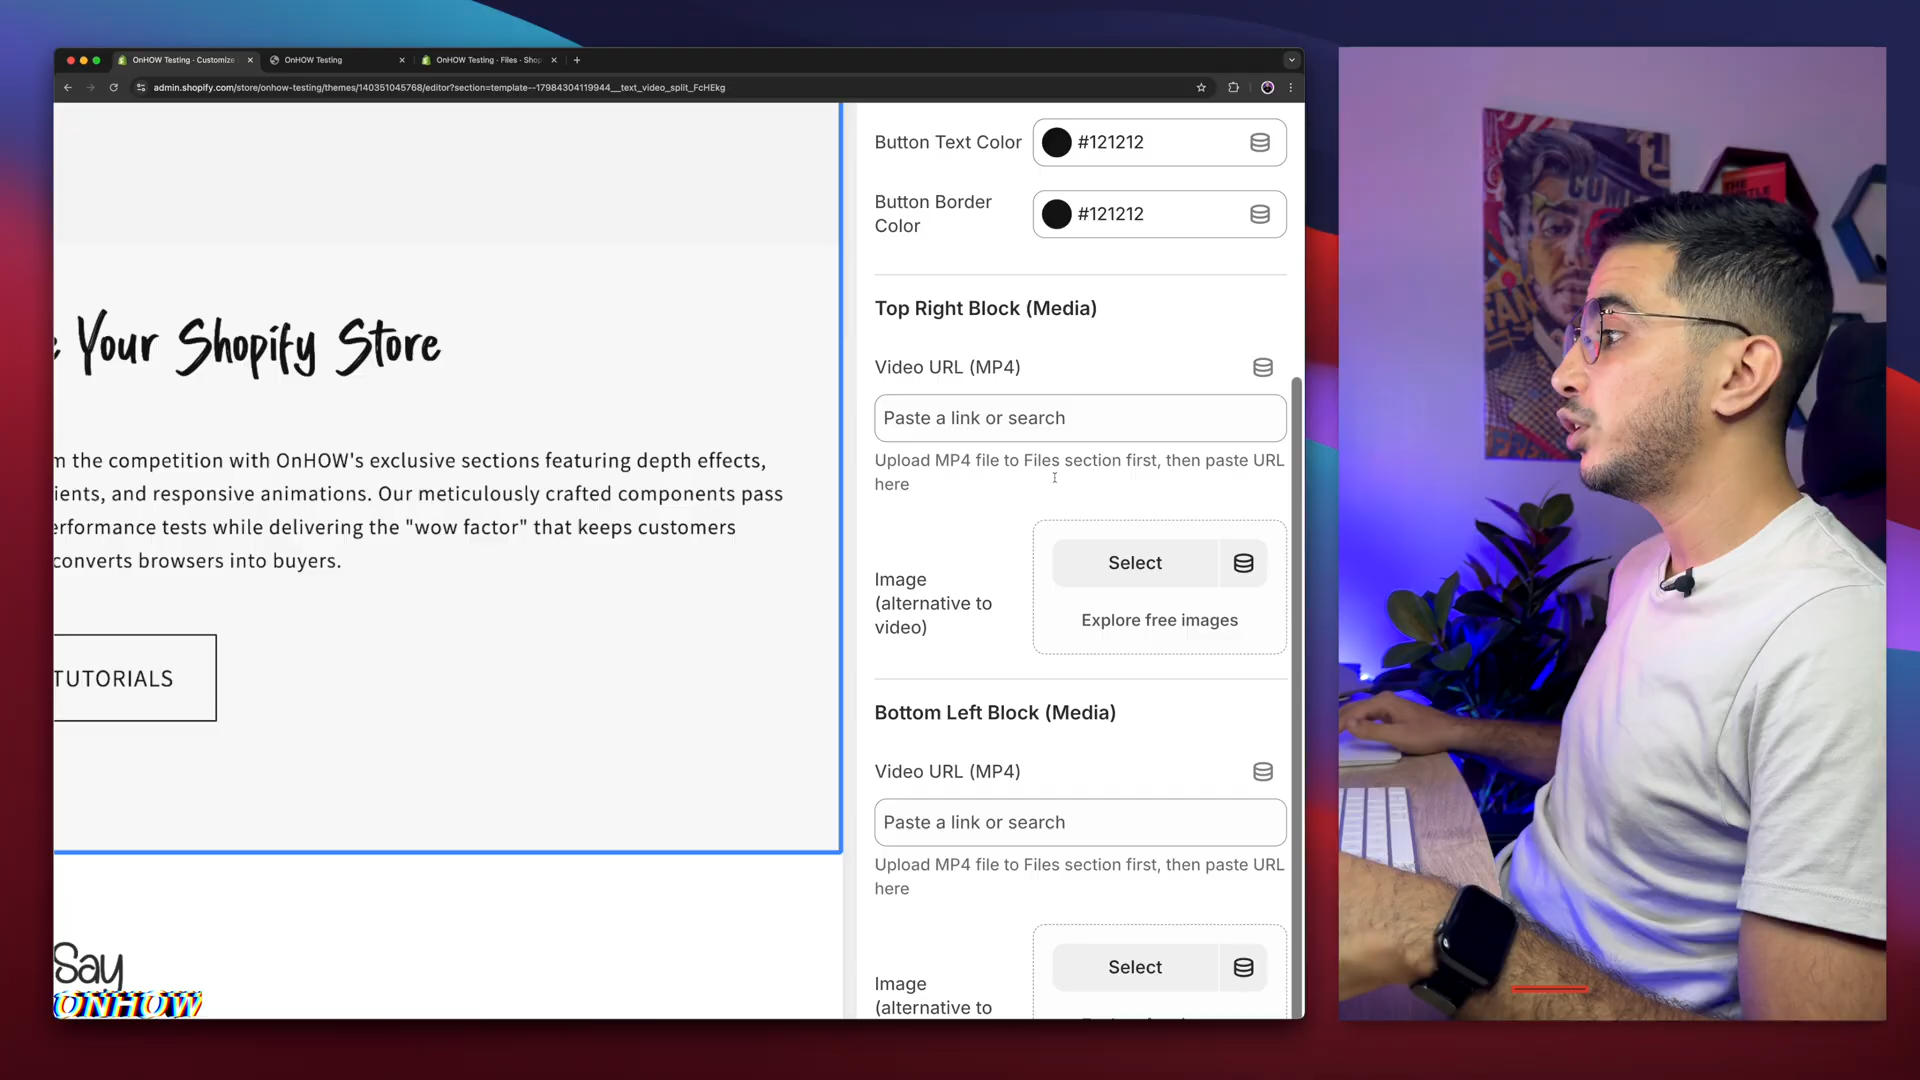 OnHOW Testing · Customize
OnHOW Testing
OnHOW Testing · Files · Shop
admin.shopify.com/store/onhow-testing/themes/140351045768/editor?section=template--17984304119944__text_video_split_FcHEkg
Your Shopify Store
m the competition with OnHOW's exclusive sections featuring depth effects,
ients, and responsive animations. Our meticulously crafted components pass
erformance tests while delivering the "wow factor" that keeps customers
converts browsers into buyers.
TUTORIALS
Say
ONHOW
Button Text Color
#121212
Button Border
Color
#121212
Top Right Block (Media)
Video URL (MP4)
Paste a link or search
Upload MP4 file to Files section first, then paste URL
here
Image
(alternative to
video)
Select
Explore free images
Bottom Left Block (Media)
Video URL (MP4)
Paste a link or search
Upload MP4 file to Files section first, then paste URL
here
Image
(alternative to
Select
THE